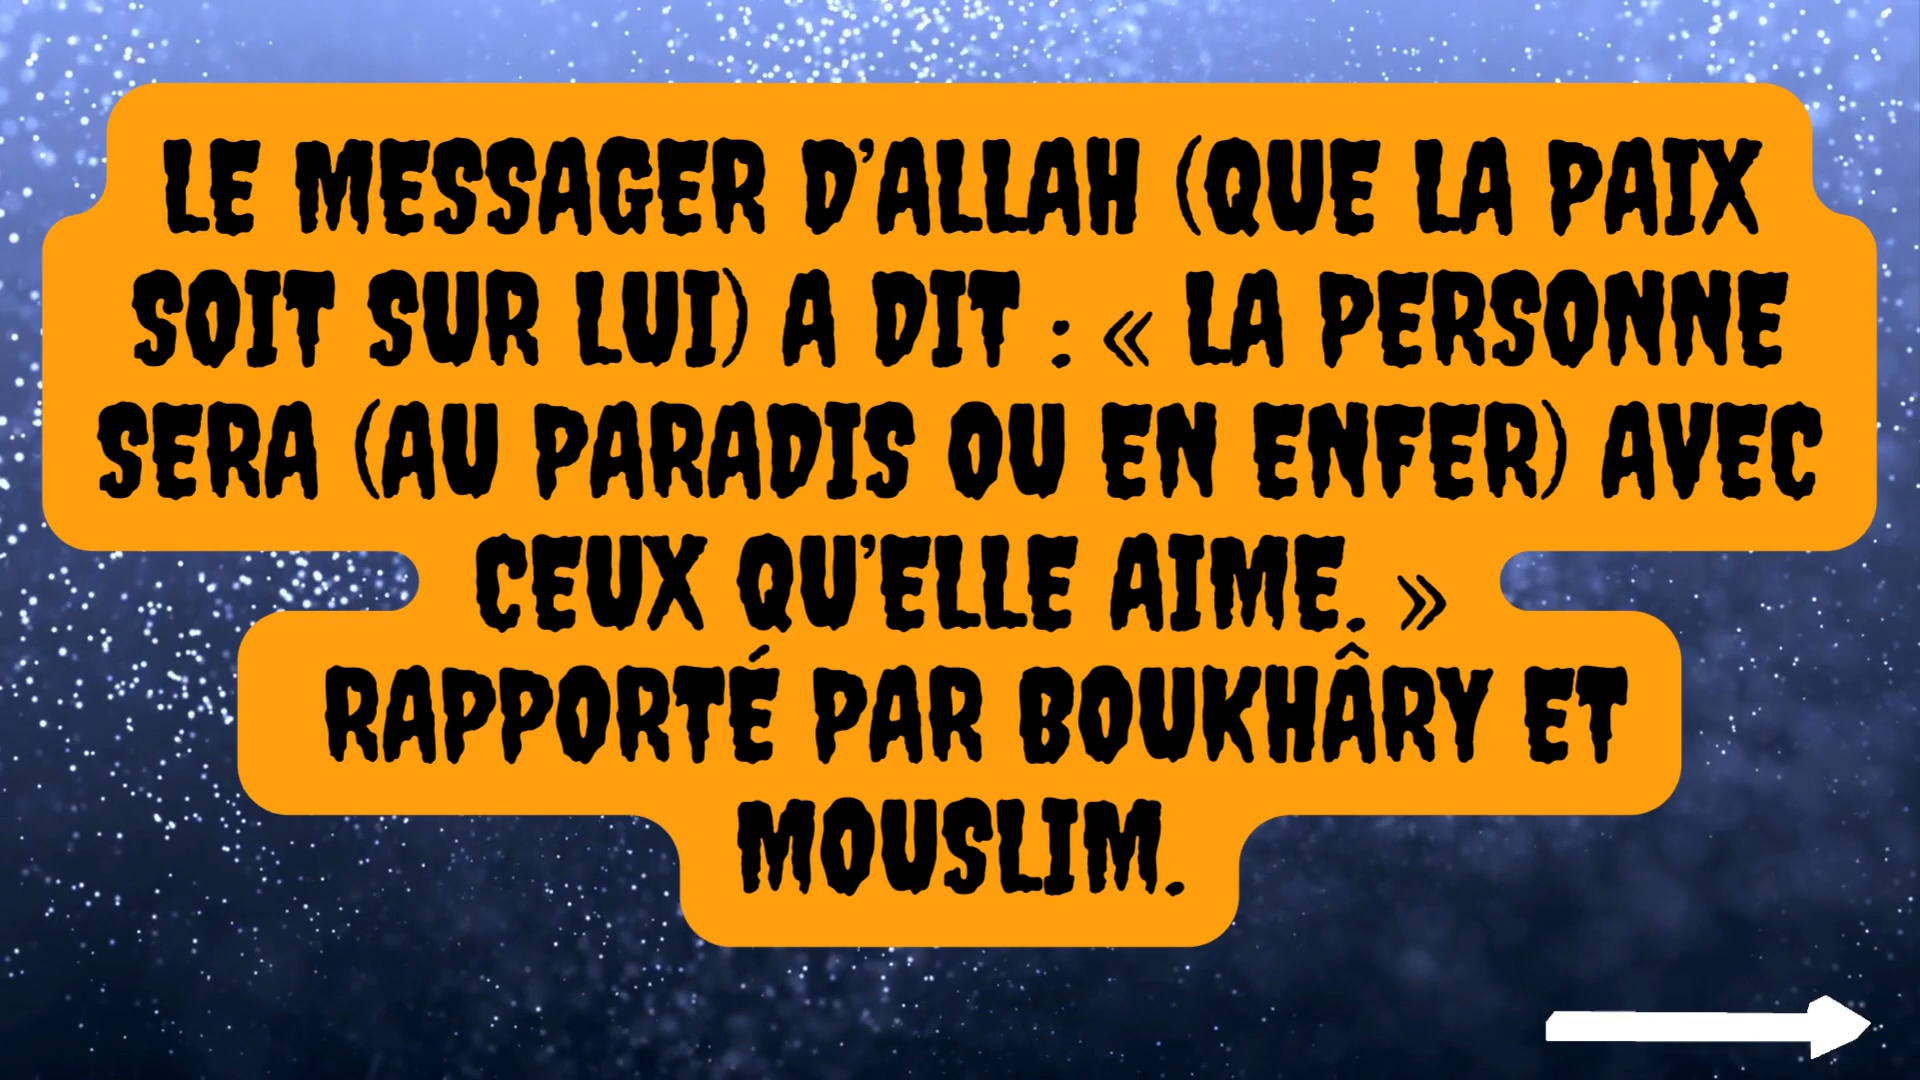 LE MESSAGER D'ALLAH (QUE LA PAIX
SOIT SUR LUI) A DIT : « LA PERSONNE
SERA (AU PARADIS OU EN ENFER) AVEC
CEUX QU'ELLE AIME. »
RAPPORTÉ PAR BOUKHÂRY ET
MOUSLIM.